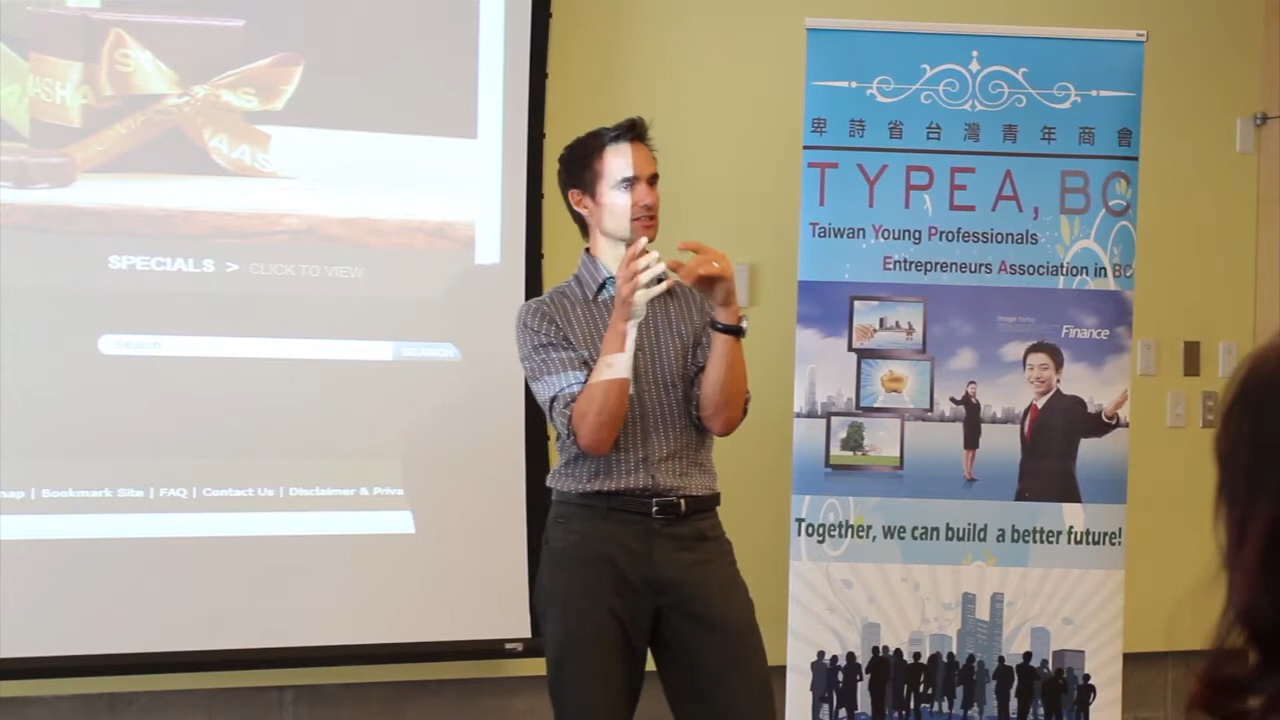 SPECIALS > CLICK TO VIEW
Search
SEARCH
| Bookmark Site | FAQ | Contact Us | Disclaimer &
卑詩省台灣青年商會
TYPEA, BC
Taiwan Young Professionals
Entrepreneurs Association in BC
Finance
Together, we can build a better future!